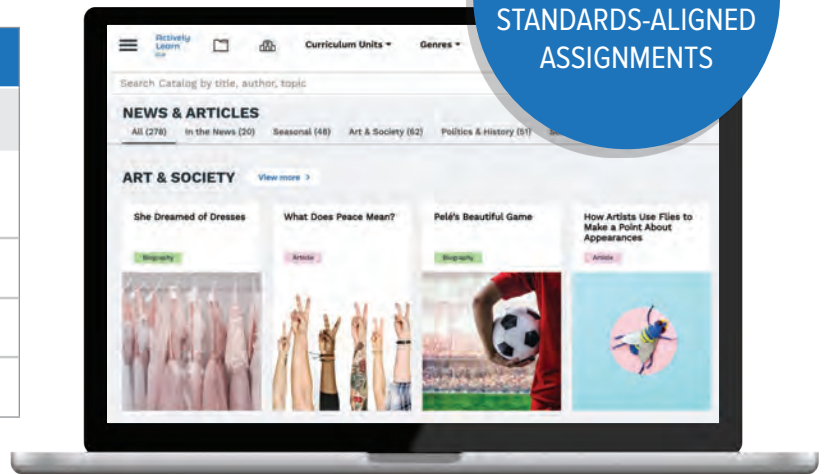 STANDARDS-ALIGNED
ASSIGNMENTS
Actively
Learn
Curriculum Units
Genres
Search Catalog by title, author, topic
NEWS & ARTICLES
All (278) In the News (20) Seasonal (48) Art & Society (62) Politics & History (51)
ART & SOCIETY View more >
She Dreamed of Dresses What Does Peace Mean? Pelé's Beautiful Game How Artists Use Flies to
Make a Point About
Appearances
Biography Article Biography Article